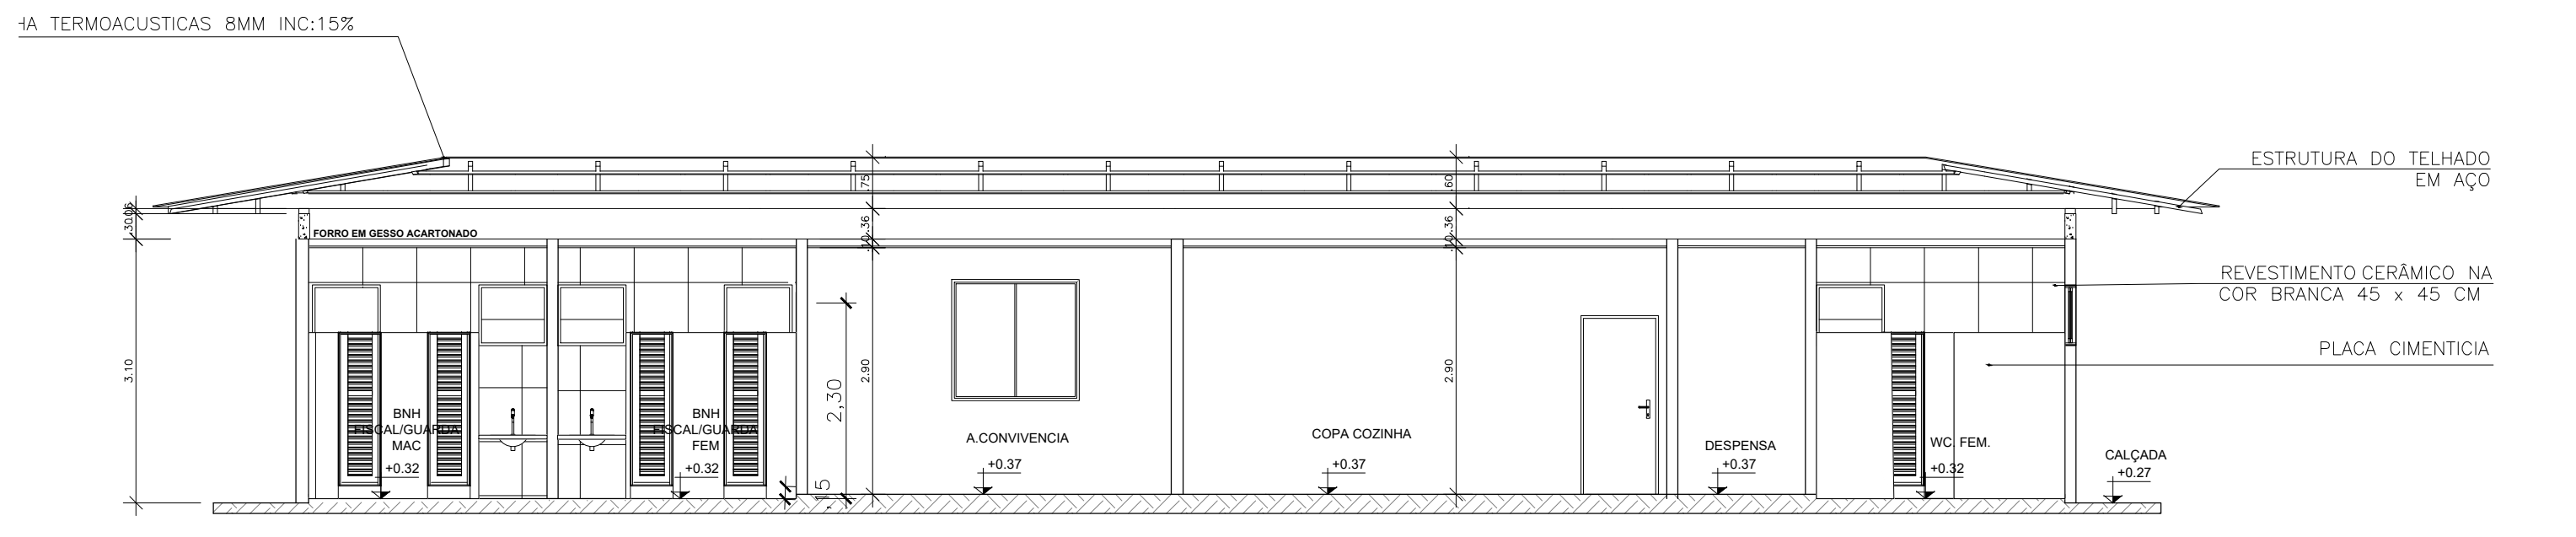 TERMOACUSTICAS 8MM INC:15%
ESTRUTURA DO TELHADO
EM AÇO
.75
.60
.30
.06
.36
.36
FORRO EM GESSO ACARTONADO
.10
.10
REVESTIMENTO CERÂMICO NA
COR BRANCA 45 x 45 CM
PLACA CIMENTICIA
3.10
2,30
2.90
2.90
BNH
FISCAL/GUARDA
MAC
+0.32
BNH
FISCAL/GUARDA
FEM
+0.32
A.CONVIVENCIA
+0.37
COPA COZINHA
+0.37
DESPENSA
+0.37
WC. FEM.
+0.32
CALÇADA
+0.27
15